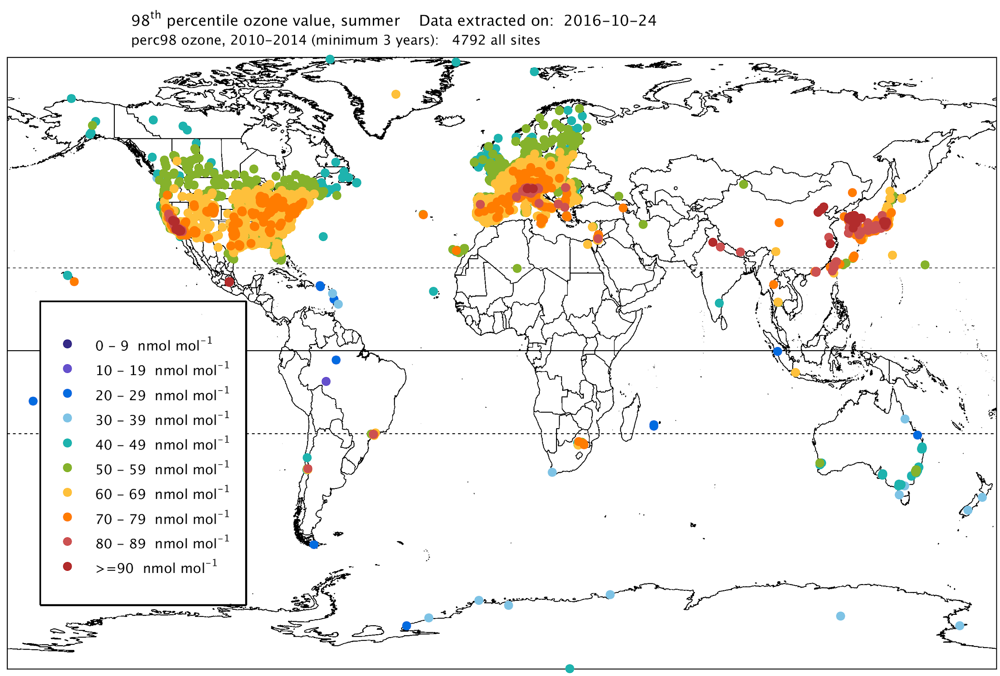 98th percentile ozone value, summer Data extracted on: 2016-10-24
perc98 ozone, 2010-2014 (minimum 3 years): 4792 all sites
0 – 9 nmol mol−1
10 – 19 nmol mol−1
20 – 29 nmol mol−1
30 – 39 nmol mol−1
40 – 49 nmol mol−1
50 – 59 nmol mol−1
60 – 69 nmol mol−1
70 – 79 nmol mol−1
80 – 89 nmol mol−1
>=90 nmol mol−1